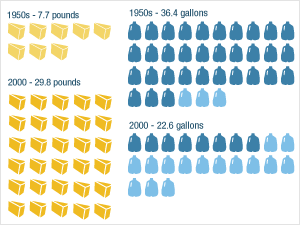 1950s - 7.7 pounds
2000 - 29.8 pounds
1950s - 36.4 gallons
2000 - 22.6 gallons